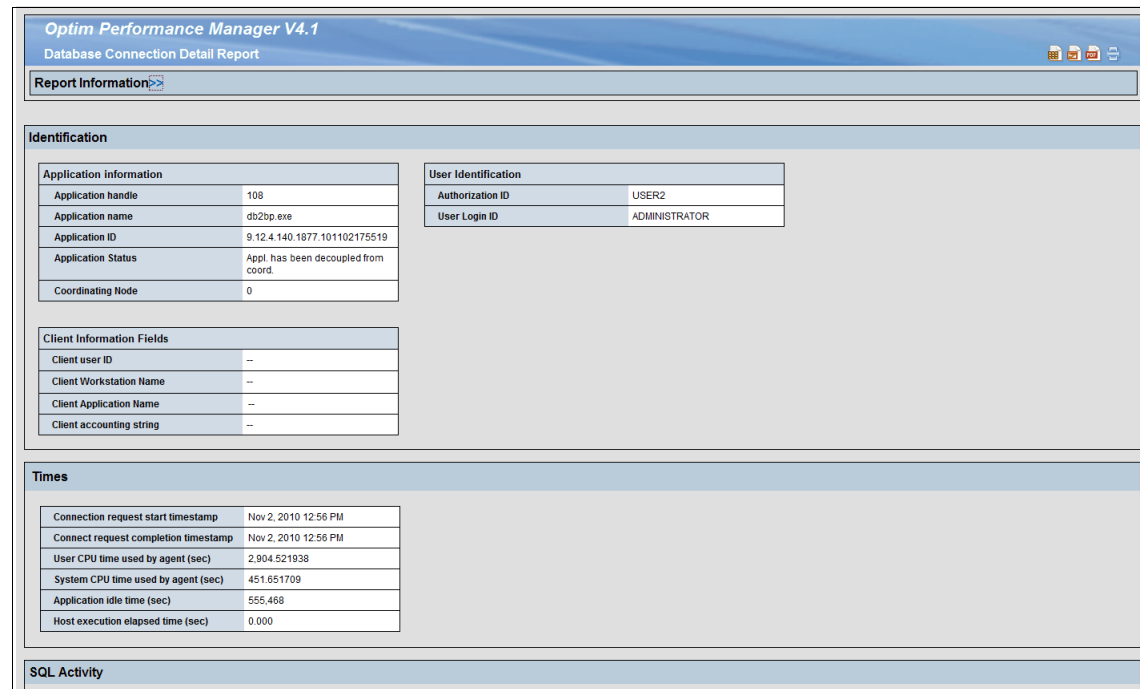 Optim Performance Manager V4.1
Database Connection Detail Report
Report Information>>
Identification
Application information
Application handle 108
Application name db2bp.exe
Application ID 9.12.4.140.1877.101102175519
Application Status Appl. has been decoupled from
coord.
Coordinating Node 0
User Identification
Authorization ID USER2
User Login ID ADMINISTRATOR
Client Information Fields
Client user ID --
Client Workstation Name --
Client Application Name --
Client accounting string --
Times
Connection request start timestamp Nov 2, 2010 12:56 PM
Connect request completion timestamp Nov 2, 2010 12:56 PM
User CPU time used by agent (sec) 2,904.521938
System CPU time used by agent (sec) 451.651709
Application idle time (sec) 555,468
Host execution elapsed time (sec) 0.000
SQL Activity